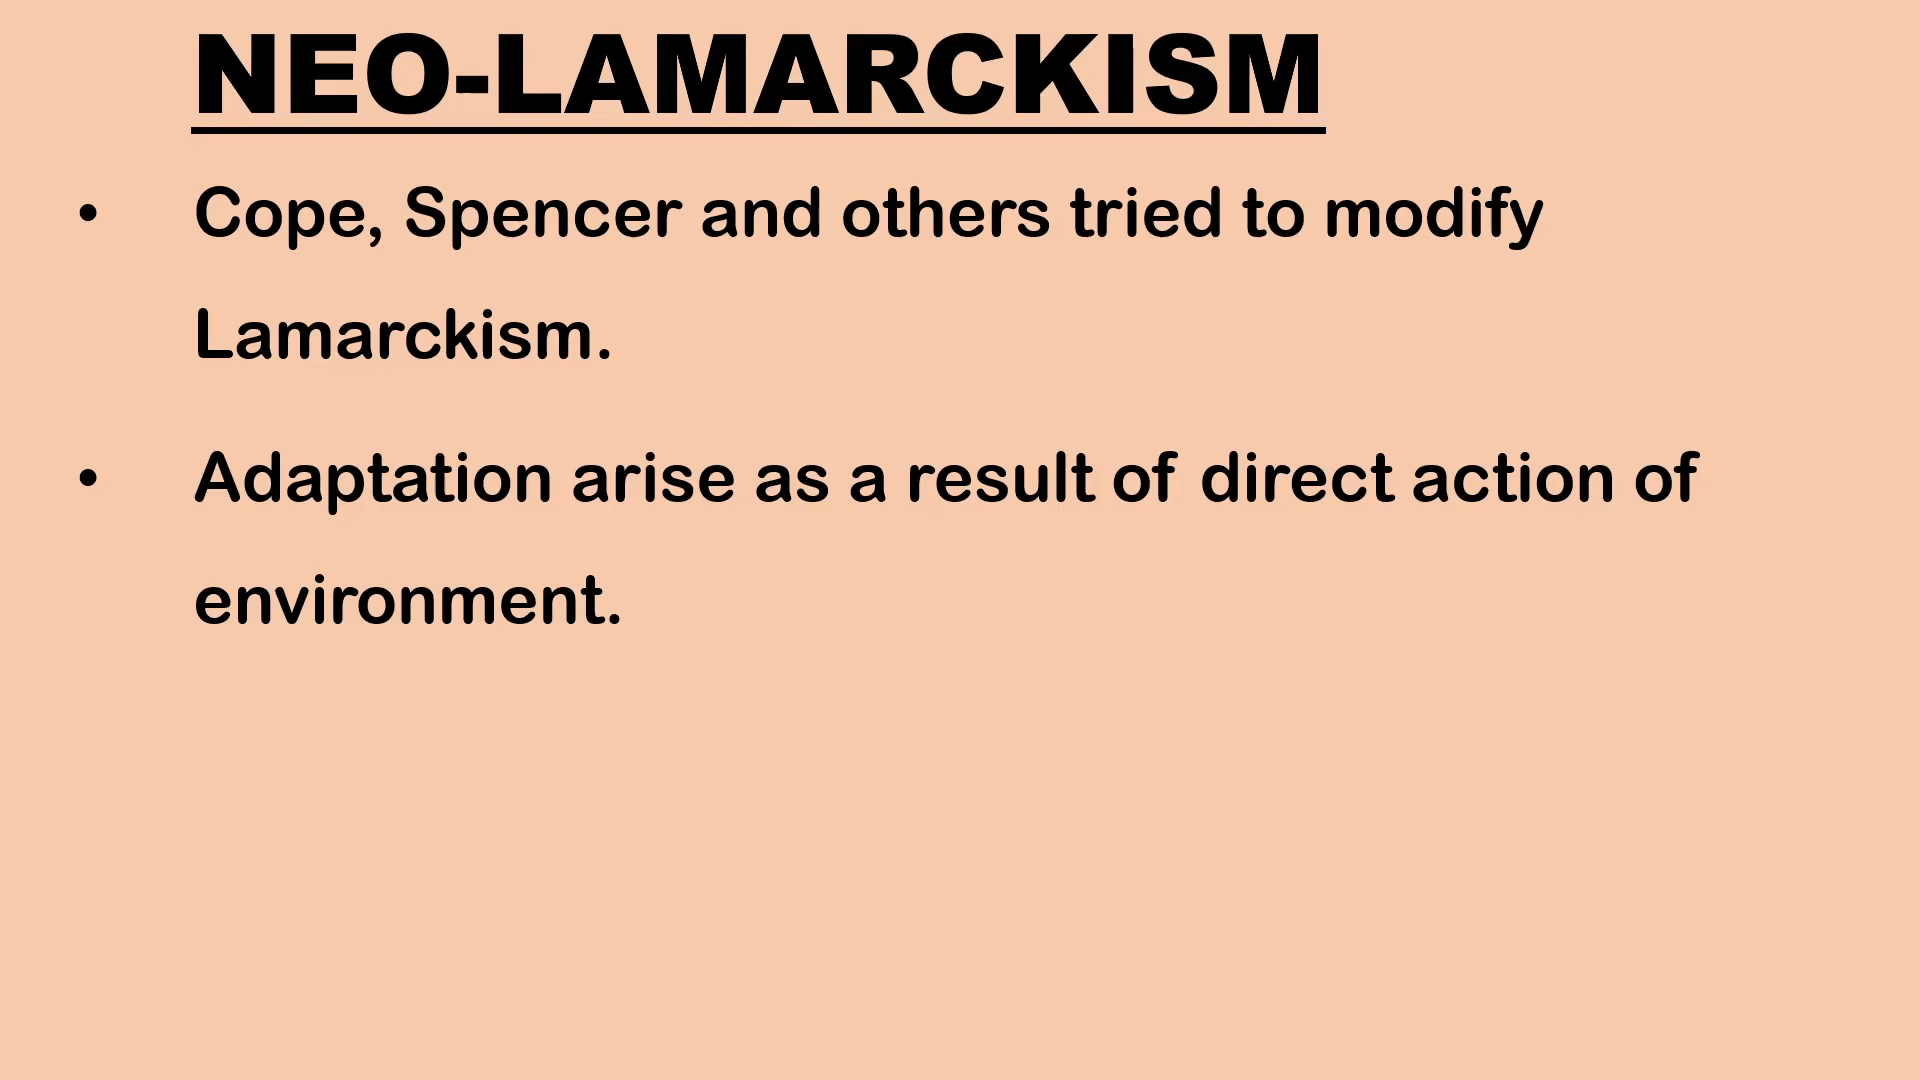 NEO-LAMARCKISM
• Cope, Spencer and others tried to modify
Lamarckism.
• Adaptation arise as a result of direct action of
environment.